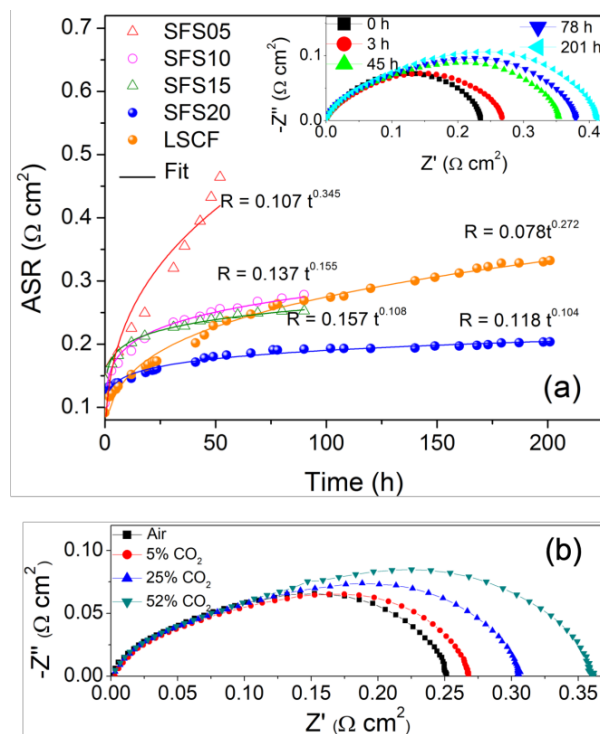 SFS05
SFS10
SFS15
SFS20
LSCF
Fit
0.7
0.6
0.5
0.4
0.3
0.2
0.1
ASR (Ω cm²)
0 50 100 150 200
Time (h)
R = 0.107 t^0.345
R = 0.137 t^0.155
R = 0.078t^0.272
R = 0.157 t^0.108
R = 0.118 t^0.104
(a)
0 h
3 h
45 h
78 h
201 h
0.1
0.0
-Z'' (Ω cm²)
0.0 0.1 0.2 0.3 0.4
Z' (Ω cm²)
(b)
Air
5% CO₂
25% CO₂
52% CO₂
0.10
0.05
0.00
-Z'' (Ω cm²)
0.00 0.05 0.10 0.15 0.20 0.25 0.30 0.35
Z' (Ω cm²)